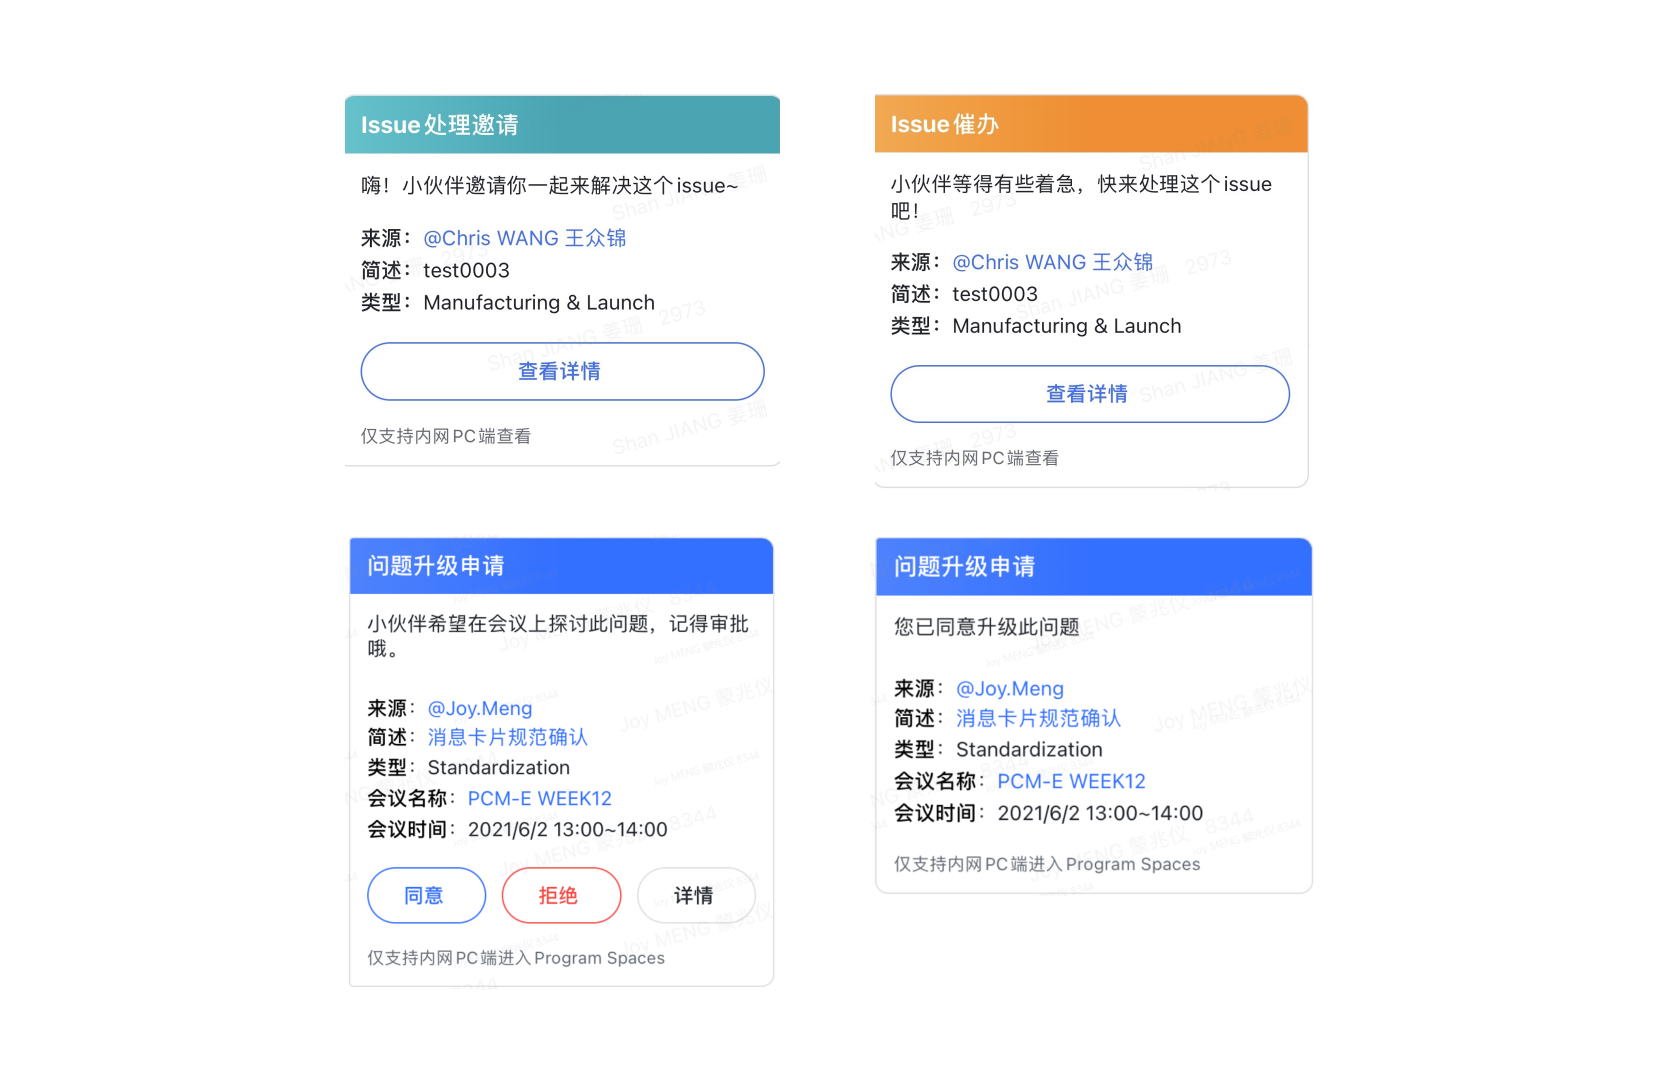 Issue处理邀请
嗨！小伙伴邀请你一起来解决这个issue~
来源：@Chris WANG 王众锦
简述：test0003
类型：Manufacturing & Launch
查看详情
仅支持内网PC端查看
Issue催办
小伙伴等得有些着急，快来处理这个issue
吧！
来源：@Chris WANG 王众锦
简述：test0003
类型：Manufacturing & Launch
查看详情
仅支持内网PC端查看
问题升级申请
小伙伴希望在会议上探讨此问题，记得审批
哦。
来源：@Joy.Meng
简述：消息卡片规范确认
类型：Standardization
会议名称：PCM-E WEEK12
会议时间：2021/6/2 13:00~14:00
同意 拒绝 详情
仅支持内网PC端进入Program Spaces
问题升级申请
您已同意升级此问题
来源：@Joy.Meng
简述：消息卡片规范确认
类型：Standardization
会议名称：PCM-E WEEK12
会议时间：2021/6/2 13:00~14:00
仅支持内网PC端进入Program Spaces
Shan JIANG 姜珊 2973
Joy MENG 蒙兆仪 8344